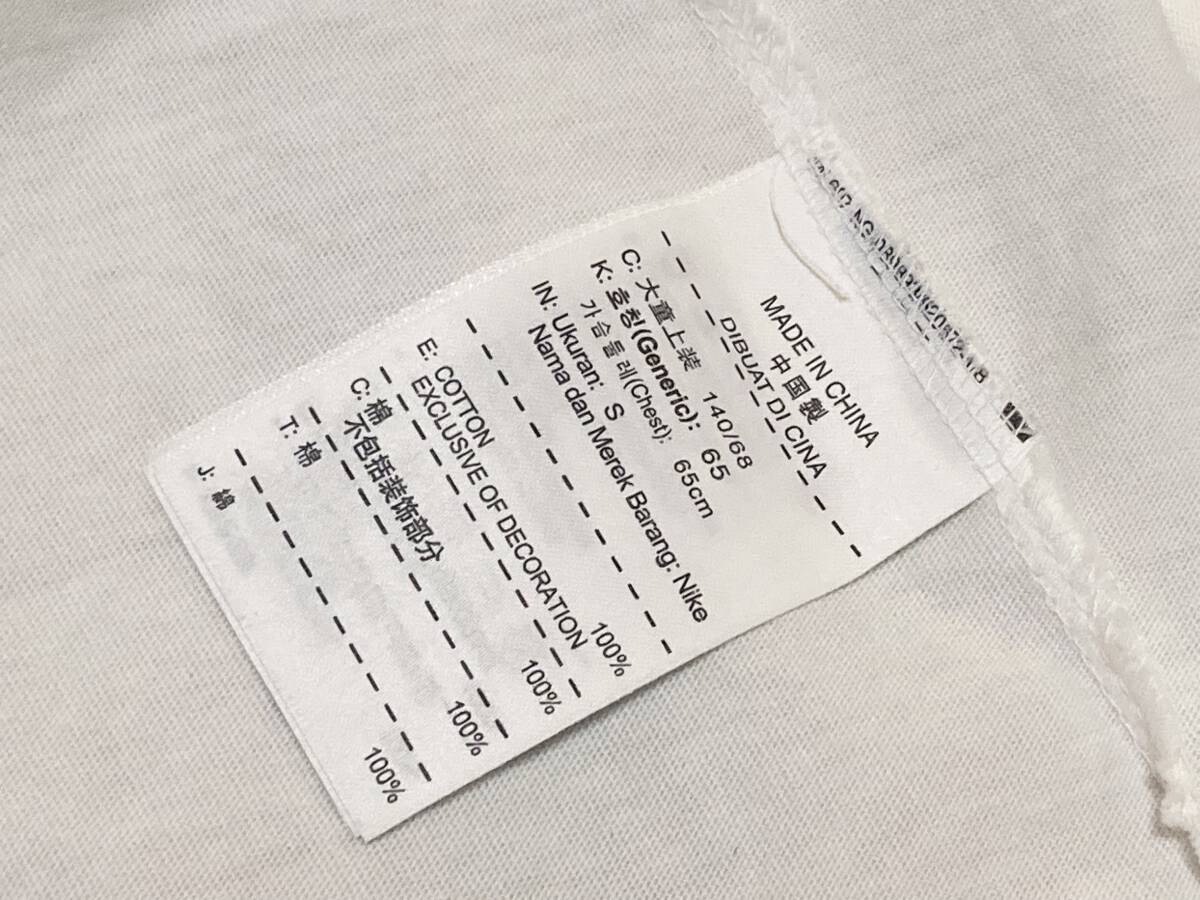 MADE IN CHINA
中国製
DIBUAT DI CINA
C: 大童上装 140/68
K: 호칭(Generic): 65
가슴둘레(Chest): 65cm
IN: Ukuran: S
Nama dan Merek Barang: Nike
E: COTTON 100%
EXCLUSIVE OF DECORATION
C: 棉 100%
不包括装饰部分
T: 棉 100%
J: 綿 100%